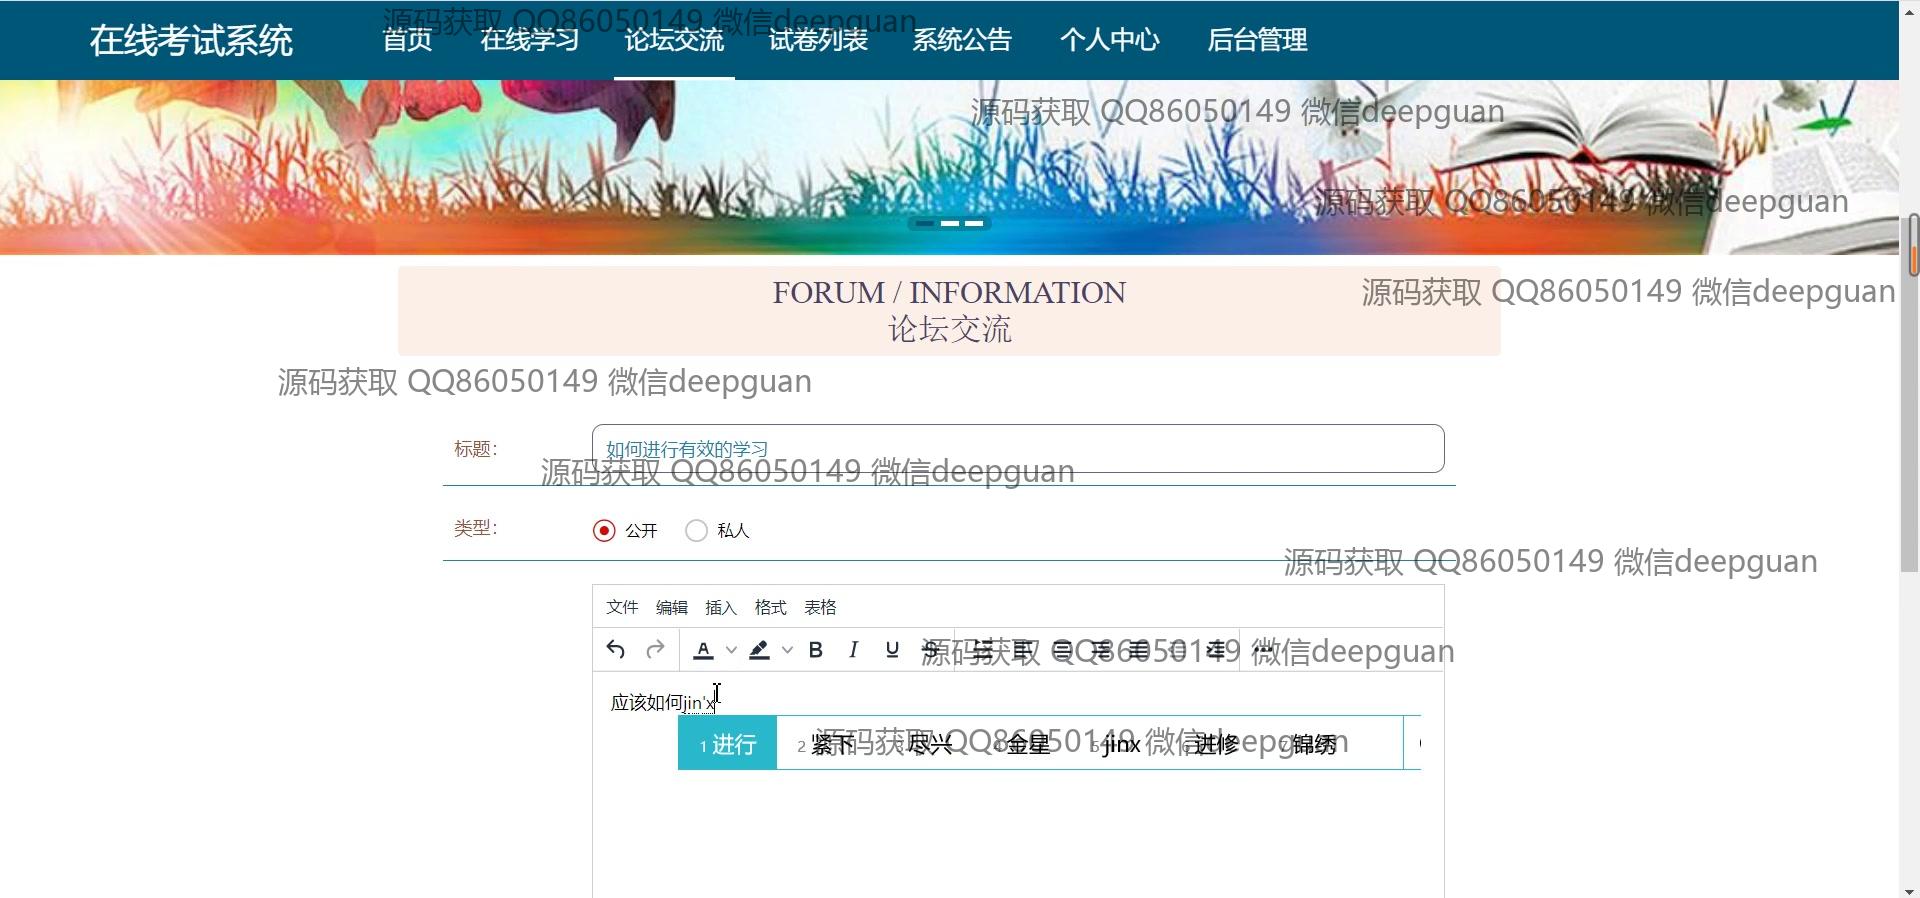 在线考试系统 首页 在线学习 论坛交流 试卷列表 系统公告 个人中心 后台管理
源码获取 QQ86050149 微信deepguan
源码获取 QQ86050149 微信deepguan
源码获取 QQ86050149 微信deepguan
FORUM / INFORMATION
源码获取 QQ86050149 微信deepguan
论坛交流
源码获取 QQ86050149 微信deepguan
标题: 如何进行有效的学习
源码获取 QQ86050149 微信deepguan
类型: 公开 私人
源码获取 QQ86050149 微信deepguan
文件 编辑 插入 格式 表格
A B I U S
源码获取 QQ86050149 微信deepguan
应该如何jin'x
1 进行 2 紧下 3 尽兴 4 金星 5 jinx 6 进修 7 锦绣
源码获取 QQ86050149 微信deepguan